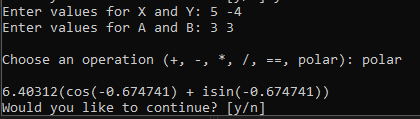 Enter values for X and Y: 5 -4
Enter values for A and B: 3 3
Choose an operation (+, -, *, /, ==, polar): polar
6.40312(cos(-0.674741) + isin(-0.674741))
Would you like to continue? [y/n]